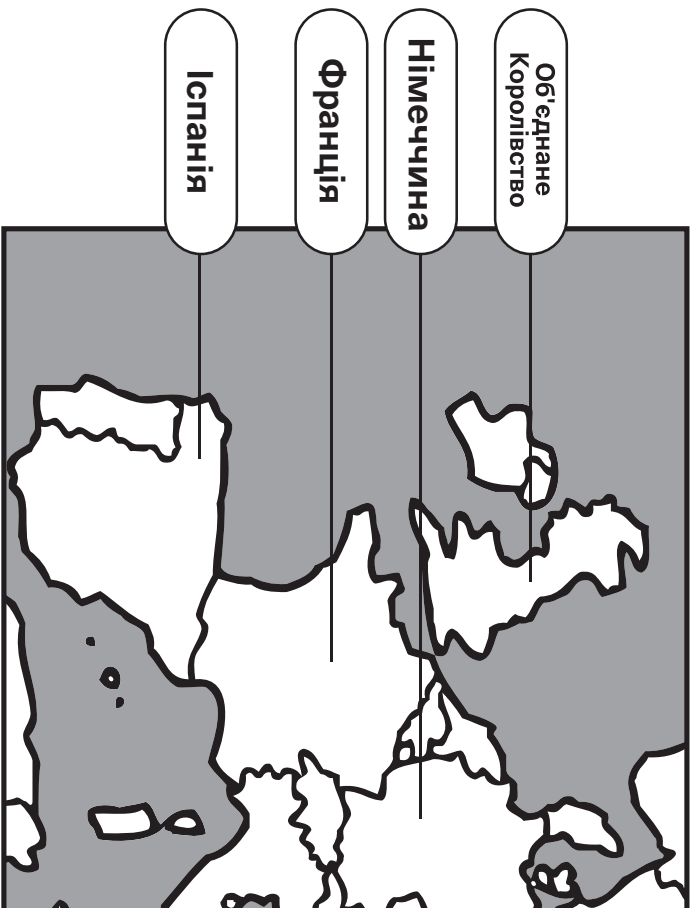 Об'єднане
Королівство
Німеччина
Франція
Іспанія